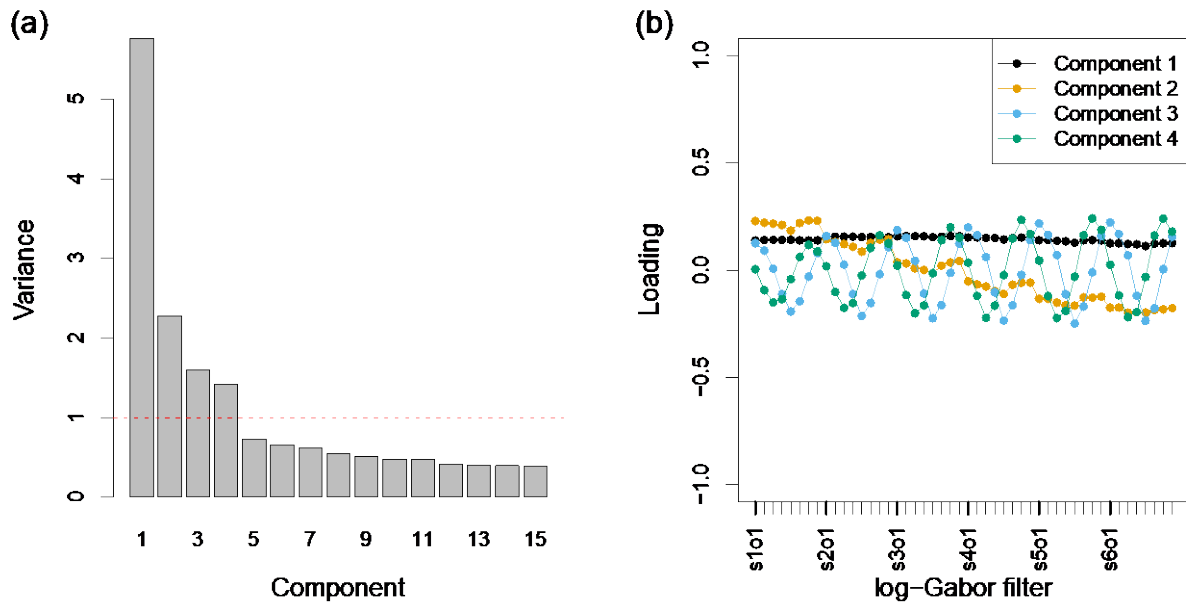 (a)
Variance
5
4
3
2
1
0
1 3 5 7 9 11 13 15
Component
(b)
Component 1
Component 2
Component 3
Component 4
Loading
1.0
0.5
0.0
−0.5
−1.0
s1o1 s2o1 s3o1 s4o1 s5o1 s6o1
log−Gabor filter